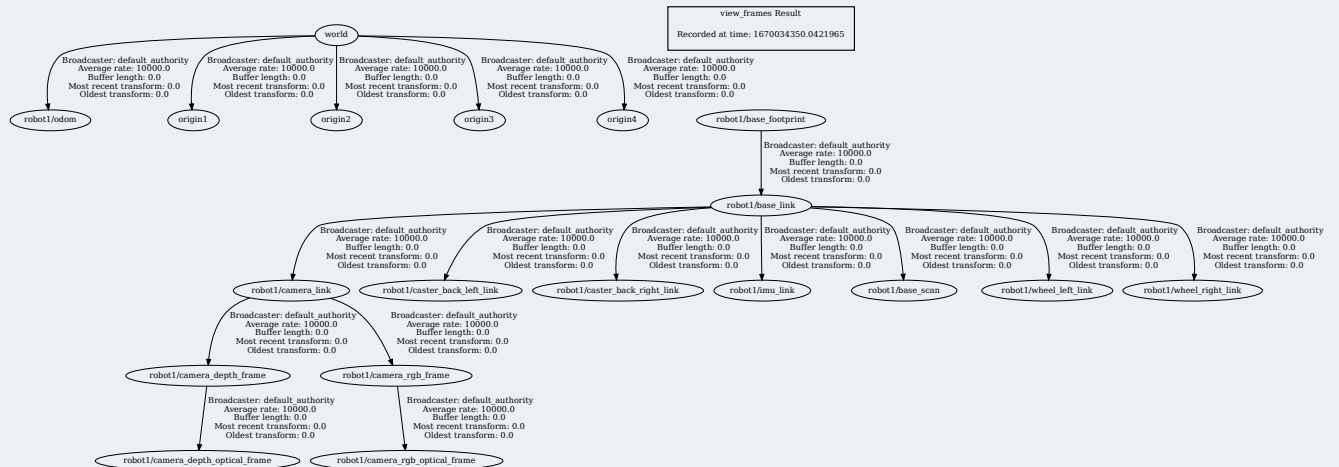 view_frames Result
Recorded at time: 1670034350.0421965
world
Broadcaster: default_authority
Average rate: 10000.0
Buffer length: 0.0
Most recent transform: 0.0
Oldest transform: 0.0
Broadcaster: default_authority
Average rate: 10000.0
Buffer length: 0.0
Most recent transform: 0.0
Oldest transform: 0.0
Broadcaster: default_authority
Average rate: 10000.0
Buffer length: 0.0
Most recent transform: 0.0
Oldest transform: 0.0
Broadcaster: default_authority
Average rate: 10000.0
Buffer length: 0.0
Most recent transform: 0.0
Oldest transform: 0.0
Broadcaster: default_authority
Average rate: 10000.0
Buffer length: 0.0
Most recent transform: 0.0
Oldest transform: 0.0
robot1/odom
origin1
origin2
origin3
origin4
robot1/base_footprint
Broadcaster: default_authority
Average rate: 10000.0
Buffer length: 0.0
Most recent transform: 0.0
Oldest transform: 0.0
robot1/base_link
Broadcaster: default_authority
Average rate: 10000.0
Buffer length: 0.0
Most recent transform: 0.0
Oldest transform: 0.0
Broadcaster: default_authority
Average rate: 10000.0
Buffer length: 0.0
Most recent transform: 0.0
Oldest transform: 0.0
Broadcaster: default_authority
Average rate: 10000.0
Buffer length: 0.0
Most recent transform: 0.0
Oldest transform: 0.0
Broadcaster: default_authority
Average rate: 10000.0
Buffer length: 0.0
Most recent transform: 0.0
Oldest transform: 0.0
Broadcaster: default_authority
Average rate: 10000.0
Buffer length: 0.0
Most recent transform: 0.0
Oldest transform: 0.0
Broadcaster: default_authority
Average rate: 10000.0
Buffer length: 0.0
Most recent transform: 0.0
Oldest transform: 0.0
Broadcaster: default_authority
Average rate: 10000.0
Buffer length: 0.0
Most recent transform: 0.0
Oldest transform: 0.0
robot1/camera_link
robot1/caster_back_left_link
robot1/caster_back_right_link
robot1/imu_link
robot1/base_scan
robot1/wheel_left_link
robot1/wheel_right_link
Broadcaster: default_authority
Average rate: 10000.0
Buffer length: 0.0
Most recent transform: 0.0
Oldest transform: 0.0
Broadcaster: default_authority
Average rate: 10000.0
Buffer length: 0.0
Most recent transform: 0.0
Oldest transform: 0.0
robot1/camera_depth_frame
robot1/camera_rgb_frame
Broadcaster: default_authority
Average rate: 10000.0
Buffer length: 0.0
Most recent transform: 0.0
Oldest transform: 0.0
Broadcaster: default_authority
Average rate: 10000.0
Buffer length: 0.0
Most recent transform: 0.0
Oldest transform: 0.0
robot1/camera_depth_optical_frame
robot1/camera_rgb_optical_frame